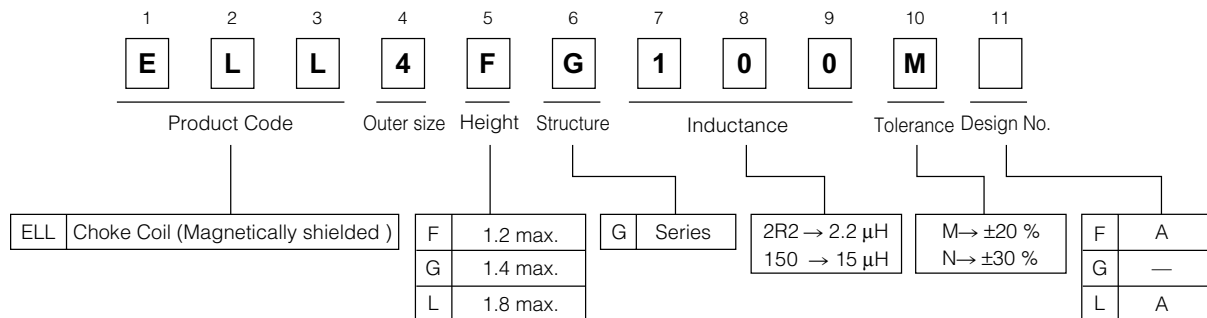 1 2 3 4 5 6 7 8 9 10 11
E L L 4 F G 1 0 0 M
Product Code Outer size Height Structure Inductance Tolerance Design No.
ELL Choke Coil (Magnetically shielded )
F 1.2 max.
G 1.4 max.
L 1.8 max.
G Series
2R2 → 2.2 μH
150 → 15 μH
M→ ±20 %
N→ ±30 %
F A
G —
L A